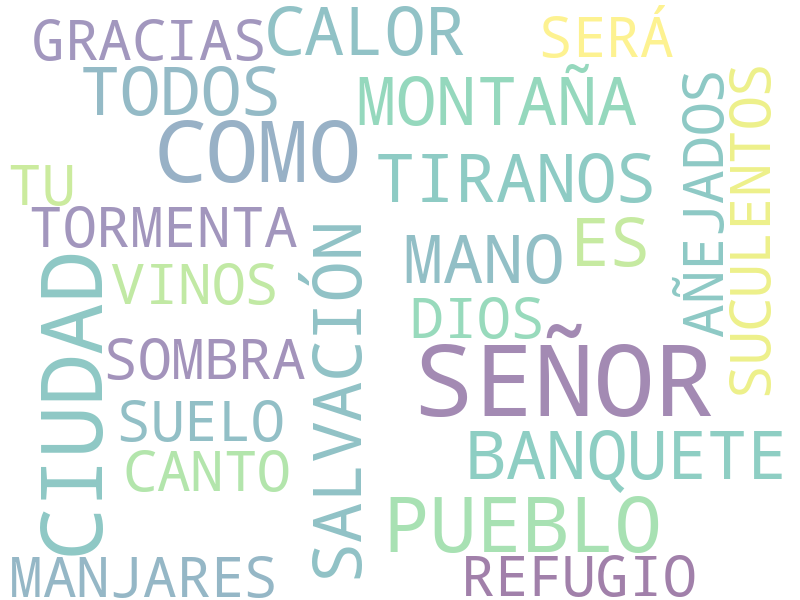 GRACIAS
CALOR
SERÁ
TODOS
MONTAÑA
COMO
TIRANOS
AÑEJADOS
SUCULENTOS
TU
TORMENTA
MANO
ES
CIUDAD
VINOS
SALVACIÓN
DIOS
SOMBRA
SEÑOR
SUELO
CANTO
BANQUETE
PUEBLO
MANJARES
REFUGIO